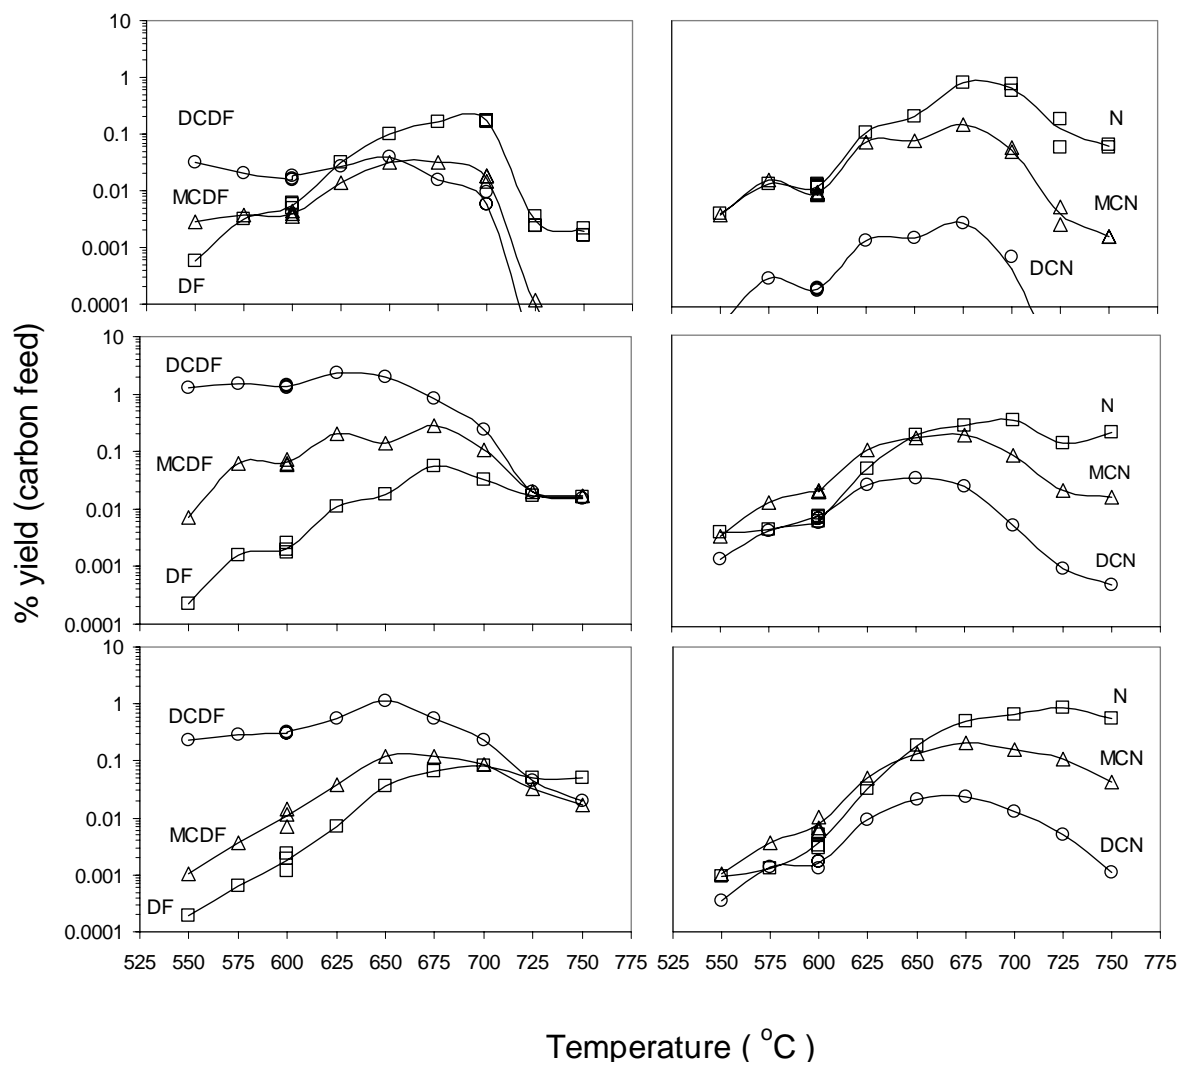 10
1
0.1
0.01
0.001
0.0001
DCDF
MCDF
DF
N
MCN
DCN
% yield (carbon feed)
10
1
0.1
0.01
0.001
0.0001
DCDF
MCDF
DF
N
MCN
DCN
10
1
0.1
0.01
0.001
0.0001
DCDF
MCDF
DF
N
MCN
DCN
525 550 575 600 625 650 675 700 725 750 775
525 550 575 600 625 650 675 700 725 750 775
Temperature ( oC )